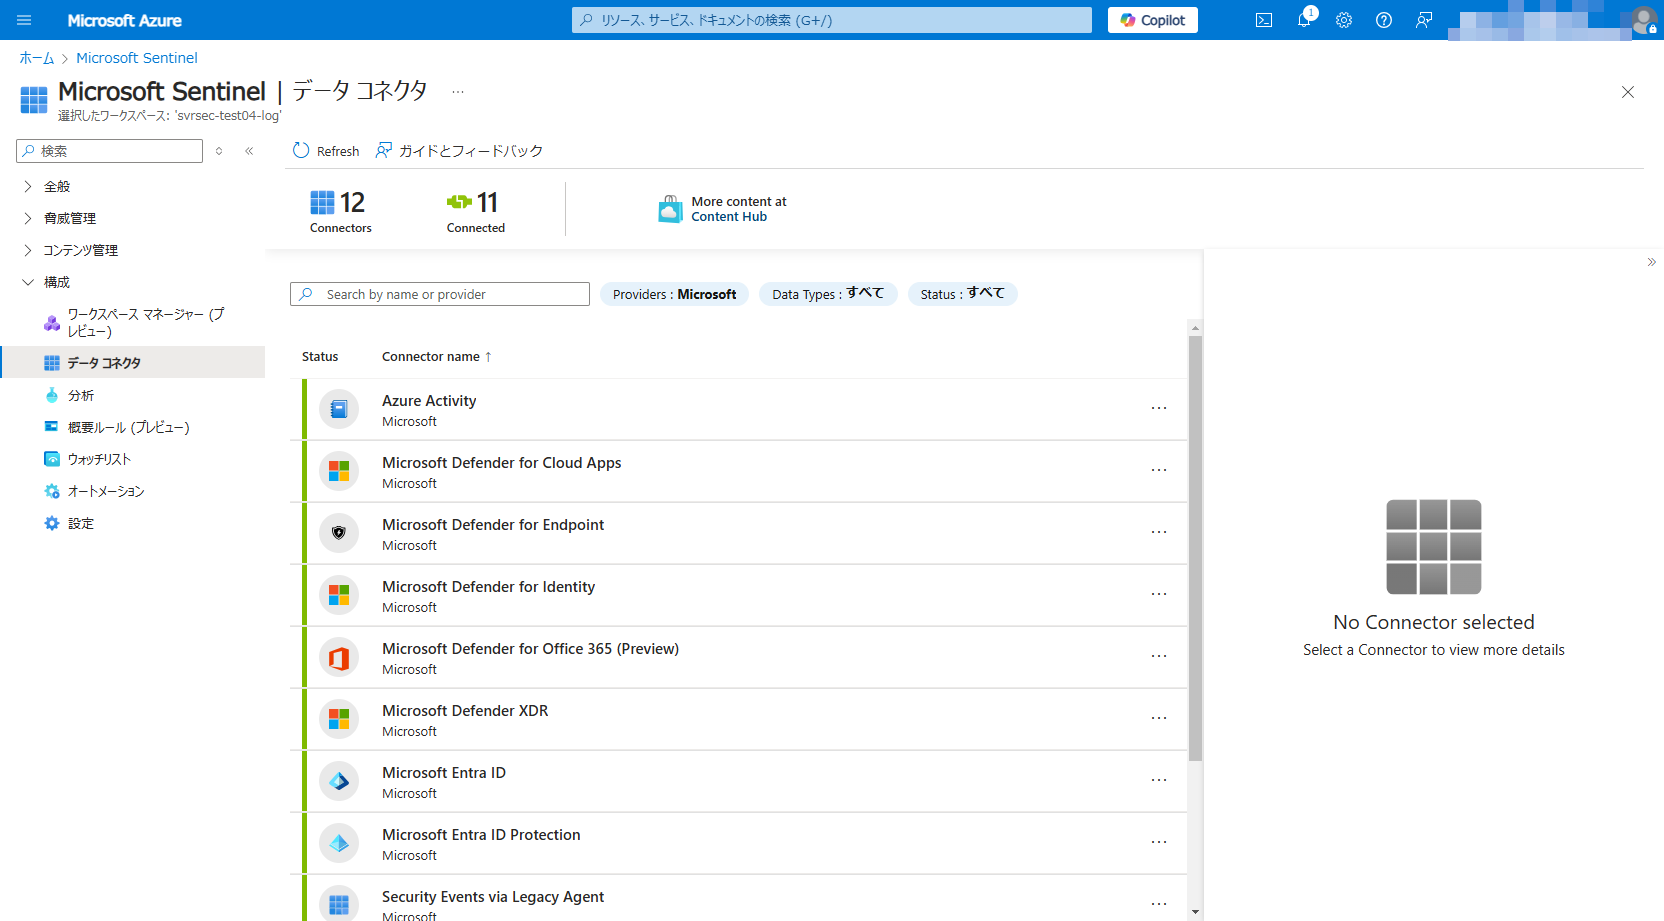 Microsoft Azure
リソース、サービス、ドキュメントの検索 (G+/)
Copilot
1
ホーム > Microsoft Sentinel
Microsoft Sentinel | データ コネクタ ...
選択したワークスペース: 'svrsec-test04-log'
検索
Refresh
ガイドとフィードバック
全般
脅威管理
コンテンツ管理
構成
ワークスペース マネージャー (プ
レビュー)
データ コネクタ
分析
概要ルール (プレビュー)
ウォッチリスト
オートメーション
設定
12
Connectors
11
Connected
More content at
Content Hub
Search by name or provider
Providers : Microsoft
Data Types : すべて
Status : すべて
Status
Connector name ↑
Azure Activity
Microsoft
Microsoft Defender for Cloud Apps
Microsoft
Microsoft Defender for Endpoint
Microsoft
Microsoft Defender for Identity
Microsoft
Microsoft Defender for Office 365 (Preview)
Microsoft
Microsoft Defender XDR
Microsoft
Microsoft Entra ID
Microsoft
Microsoft Entra ID Protection
Microsoft
Security Events via Legacy Agent
Microsoft
No Connector selected
Select a Connector to view more details